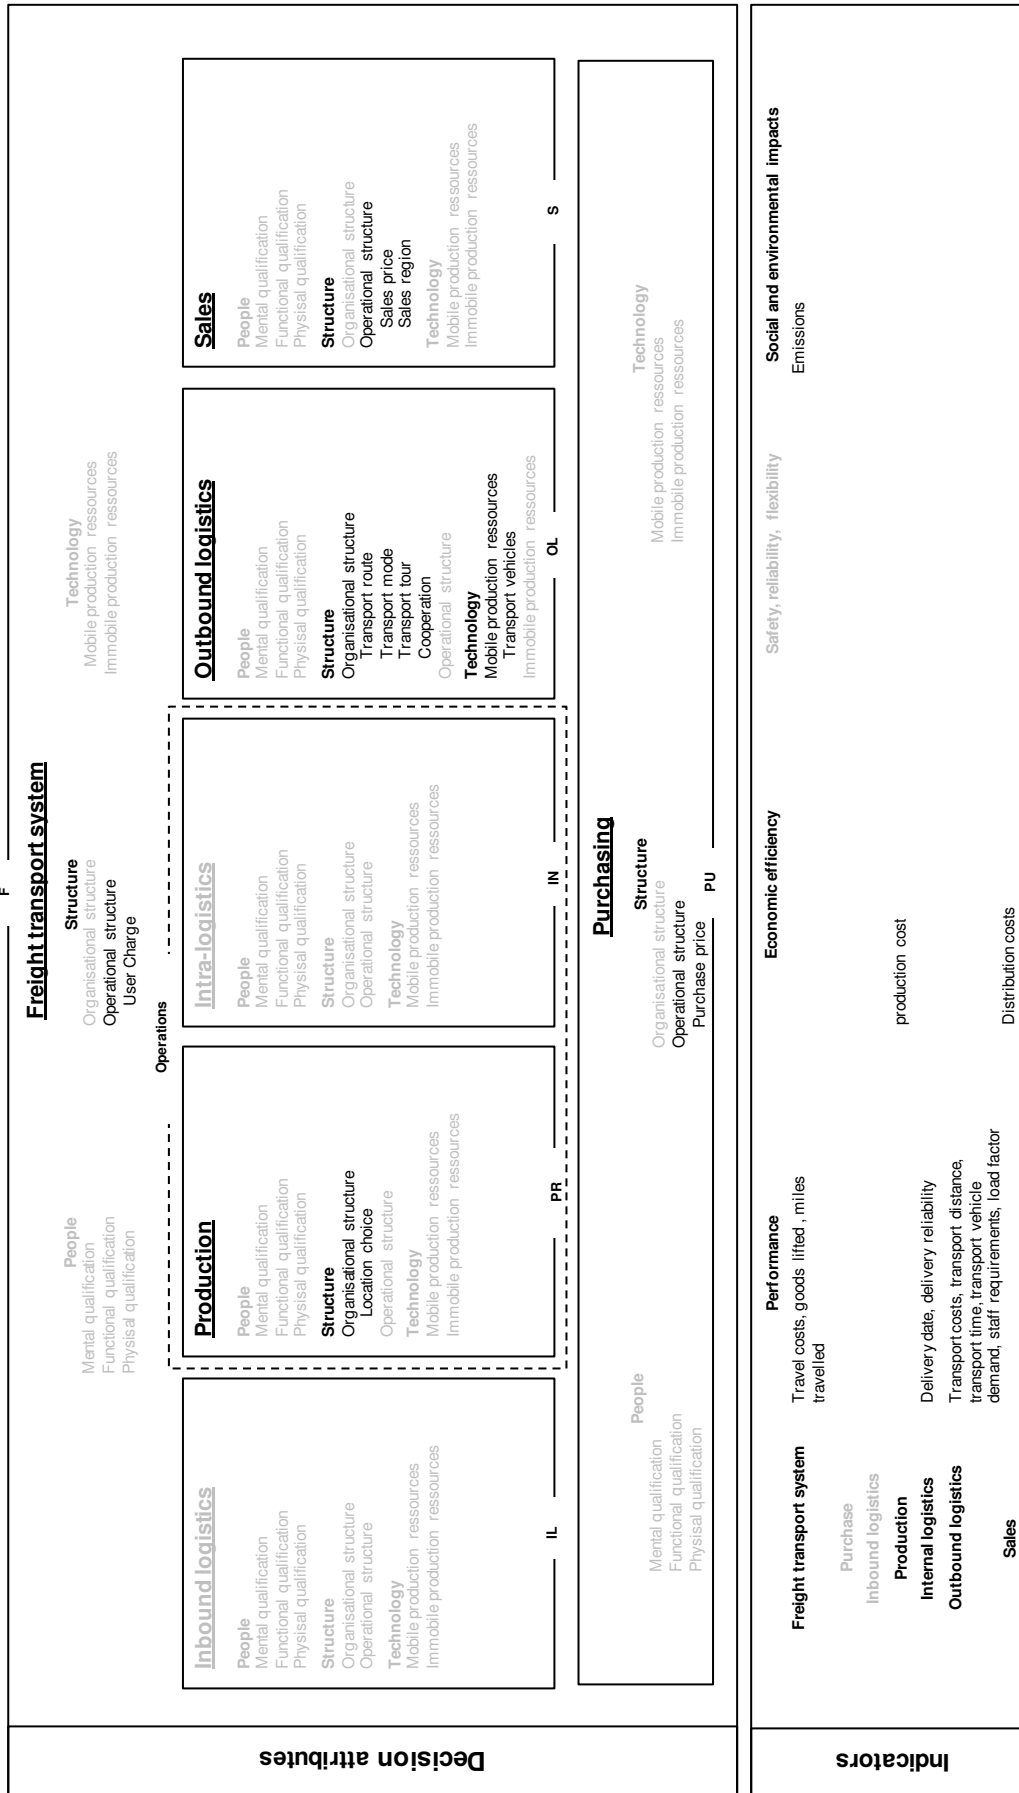 Decision attributes
F
Freight transport system
People
Mental qualification
Functional qualification
Physisal qualification
Structure
Organisational structure
Operational structure
User Charge
Technology
Mobile production ressources
Immobile production ressources
Operations
Inbound logistics
People
Mental qualification
Functional qualification
Physisal qualification
Structure
Organisational structure
Operational structure
Technology
Mobile production ressources
Immobile production ressources
IL
Production
People
Mental qualification
Functional qualification
Physisal qualification
Structure
Organisational structure
Location choice
Operational structure
Technology
Mobile production ressources
Immobile production ressources
PR
Intra-logistics
People
Mental qualification
Functional qualification
Physisal qualification
Structure
Organisational structure
Operational structure
Technology
Mobile production ressources
Immobile production ressources
IN
Outbound logistics
People
Mental qualification
Functional qualification
Physisal qualification
Structure
Organisational structure
Transport route
Transport mode
Transport tour
Cooperation
Operational structure
Technology
Mobile production ressources
Transport vehicles
Immobile production ressources
OL
Sales
People
Mental qualification
Functional qualification
Physisal qualification
Structure
Organisational structure
Operational structure
Sales price
Sales region
Technology
Mobile production ressources
Immobile production ressources
S
Purchasing
People
Mental qualification
Functional qualification
Physisal qualification
Structure
Organisational structure
Operational structure
Purchase price
Technology
Mobile production ressources
Immobile production ressources
PU
Indicators
Performance
Economic efficiency
Safety, reliability, flexibility
Social and environmental impacts
Freight transport system
Travel costs, goods lifted , miles
travelled
Emissions
Purchase
Inbound logistics
Production
production cost
Internal logistics
Delivery date, delivery reliability
Outbound logistics
Transport costs, transport distance,
transport time, transport vehicle
demand, staff requirements, load factor
Sales
Distribution costs